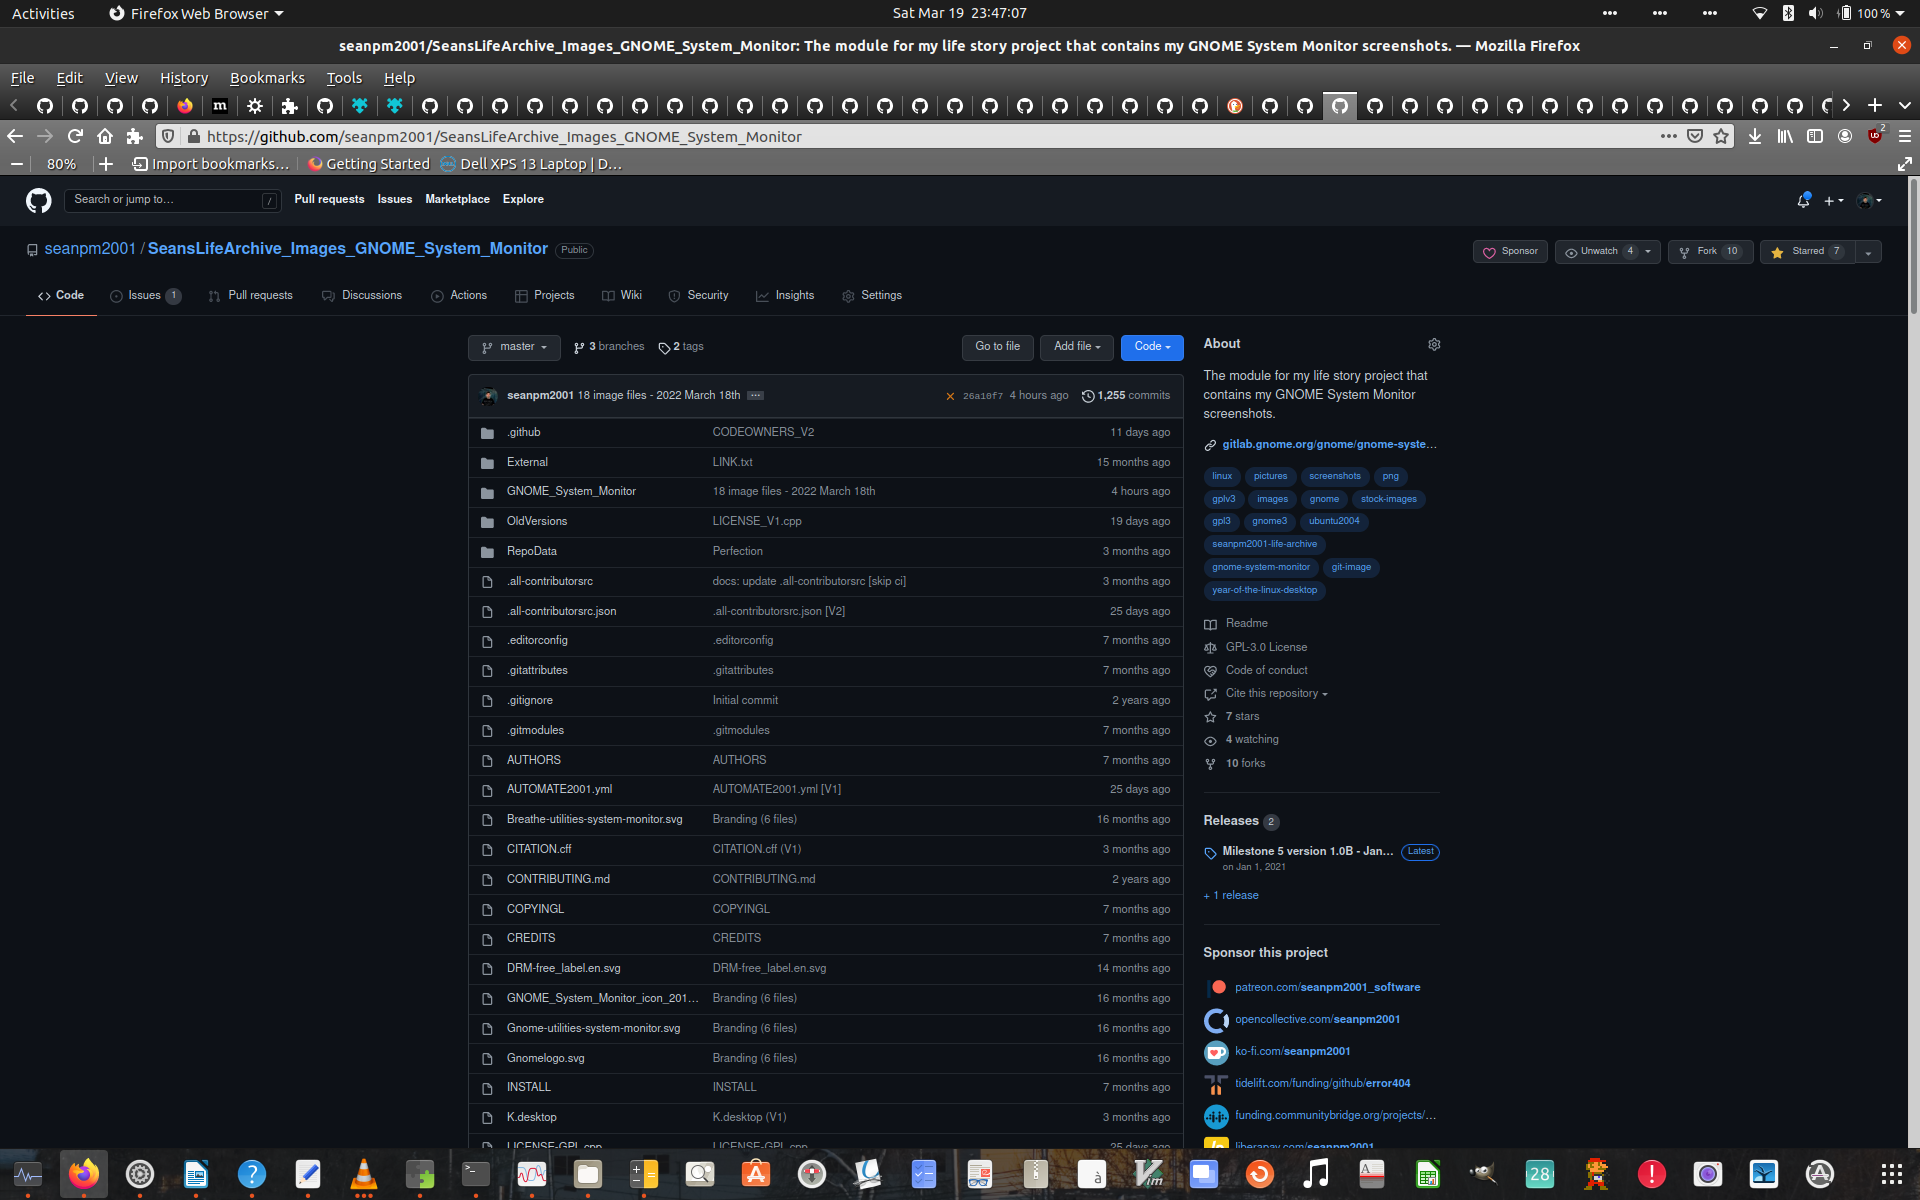 Activities Firefox Web Browser Sat Mar 19 23:47:07 100 %
seanpm2001/SeansLifeArchive_Images_GNOME_System_Monitor: The module for my life story project that contains my GNOME System Monitor screenshots. — Mozilla Firefox
File Edit View History Bookmarks Tools Help
https://github.com/seanpm2001/SeansLifeArchive_Images_GNOME_System_Monitor 2
80% Import bookmarks… Getting Started Dell XPS 13 Laptop | D…
Search or jump to… / Pull requests Issues Marketplace Explore
seanpm2001 / SeansLifeArchive_Images_GNOME_System_Monitor Public
Sponsor Unwatch 4 Fork 10 Starred 7
Code Issues 1 Pull requests Discussions Actions Projects Wiki Security Insights Settings
master 3 branches 2 tags Go to file Add file Code
seanpm2001 18 image files - 2022 March 18th 26a10f7 4 hours ago 1,255 commits
.github CODEOWNERS_V2 11 days ago
External LINK.txt 15 months ago
GNOME_System_Monitor 18 image files - 2022 March 18th 4 hours ago
OldVersions LICENSE_V1.cpp 19 days ago
RepoData Perfection 3 months ago
.all-contributorsrc docs: update .all-contributorsrc [skip ci] 3 months ago
.all-contributorsrc.json .all-contributorsrc.json [V2] 25 days ago
.editorconfig .editorconfig 7 months ago
.gitattributes .gitattributes 7 months ago
.gitignore Initial commit 2 years ago
.gitmodules .gitmodules 7 months ago
AUTHORS AUTHORS 7 months ago
AUTOMATE2001.yml AUTOMATE2001.yml [V1] 25 days ago
Breathe-utilities-system-monitor.svg Branding (6 files) 16 months ago
CITATION.cff CITATION.cff (V1) 3 months ago
CONTRIBUTING.md CONTRIBUTING.md 2 years ago
COPYINGL COPYINGL 7 months ago
CREDITS CREDITS 7 months ago
DRM-free_label.en.svg DRM-free_label.en.svg 14 months ago
GNOME_System_Monitor_icon_201… Branding (6 files) 16 months ago
Gnome-utilities-system-monitor.svg Branding (6 files) 16 months ago
Gnomelogo.svg Branding (6 files) 16 months ago
INSTALL INSTALL 7 months ago
K.desktop K.desktop (V1) 3 months ago
LICENSE-GPL.cpp LICENSE-GPL.cpp 25 days ago
About
The module for my life story project that
contains my GNOME System Monitor
screenshots.
gitlab.gnome.org/gnome/gnome-syste…
linux pictures screenshots png
gplv3 images gnome stock-images
gpl3 gnome3 ubuntu2004
seanpm2001-life-archive
gnome-system-monitor git-image
year-of-the-linux-desktop
Readme
GPL-3.0 License
Code of conduct
Cite this repository
7 stars
4 watching
10 forks
Releases 2
Milestone 5 version 1.0B - Jan… Latest
on Jan 1, 2021
+ 1 release
Sponsor this project
patreon.com/seanpm2001_software
opencollective.com/seanpm2001
ko-fi.com/seanpm2001
tidelift.com/funding/github/error404
funding.communitybridge.org/projects/…
liberapay.com/seanpm2001
28